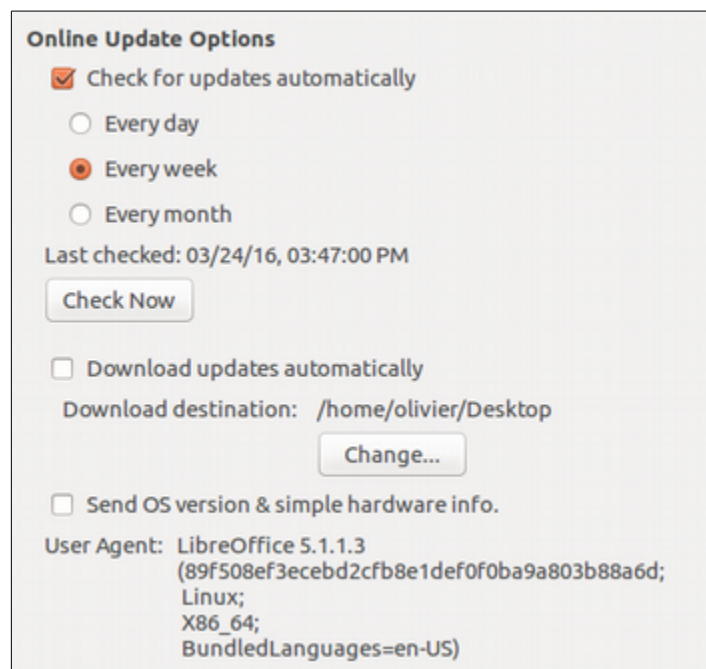 Online Update Options
Check for updates automatically
Every day
Every week
Every month
Last checked: 03/24/16, 03:47:00 PM
Check Now
Download updates automatically
Download destination: /home/olivier/Desktop
Change...
Send OS version & simple hardware info.
User Agent: LibreOffice 5.1.1.3
(89f508ef3ecebd2cfb8e1def0f0ba9a803b88a6d;
Linux;
X86_64;
BundledLanguages=en-US)